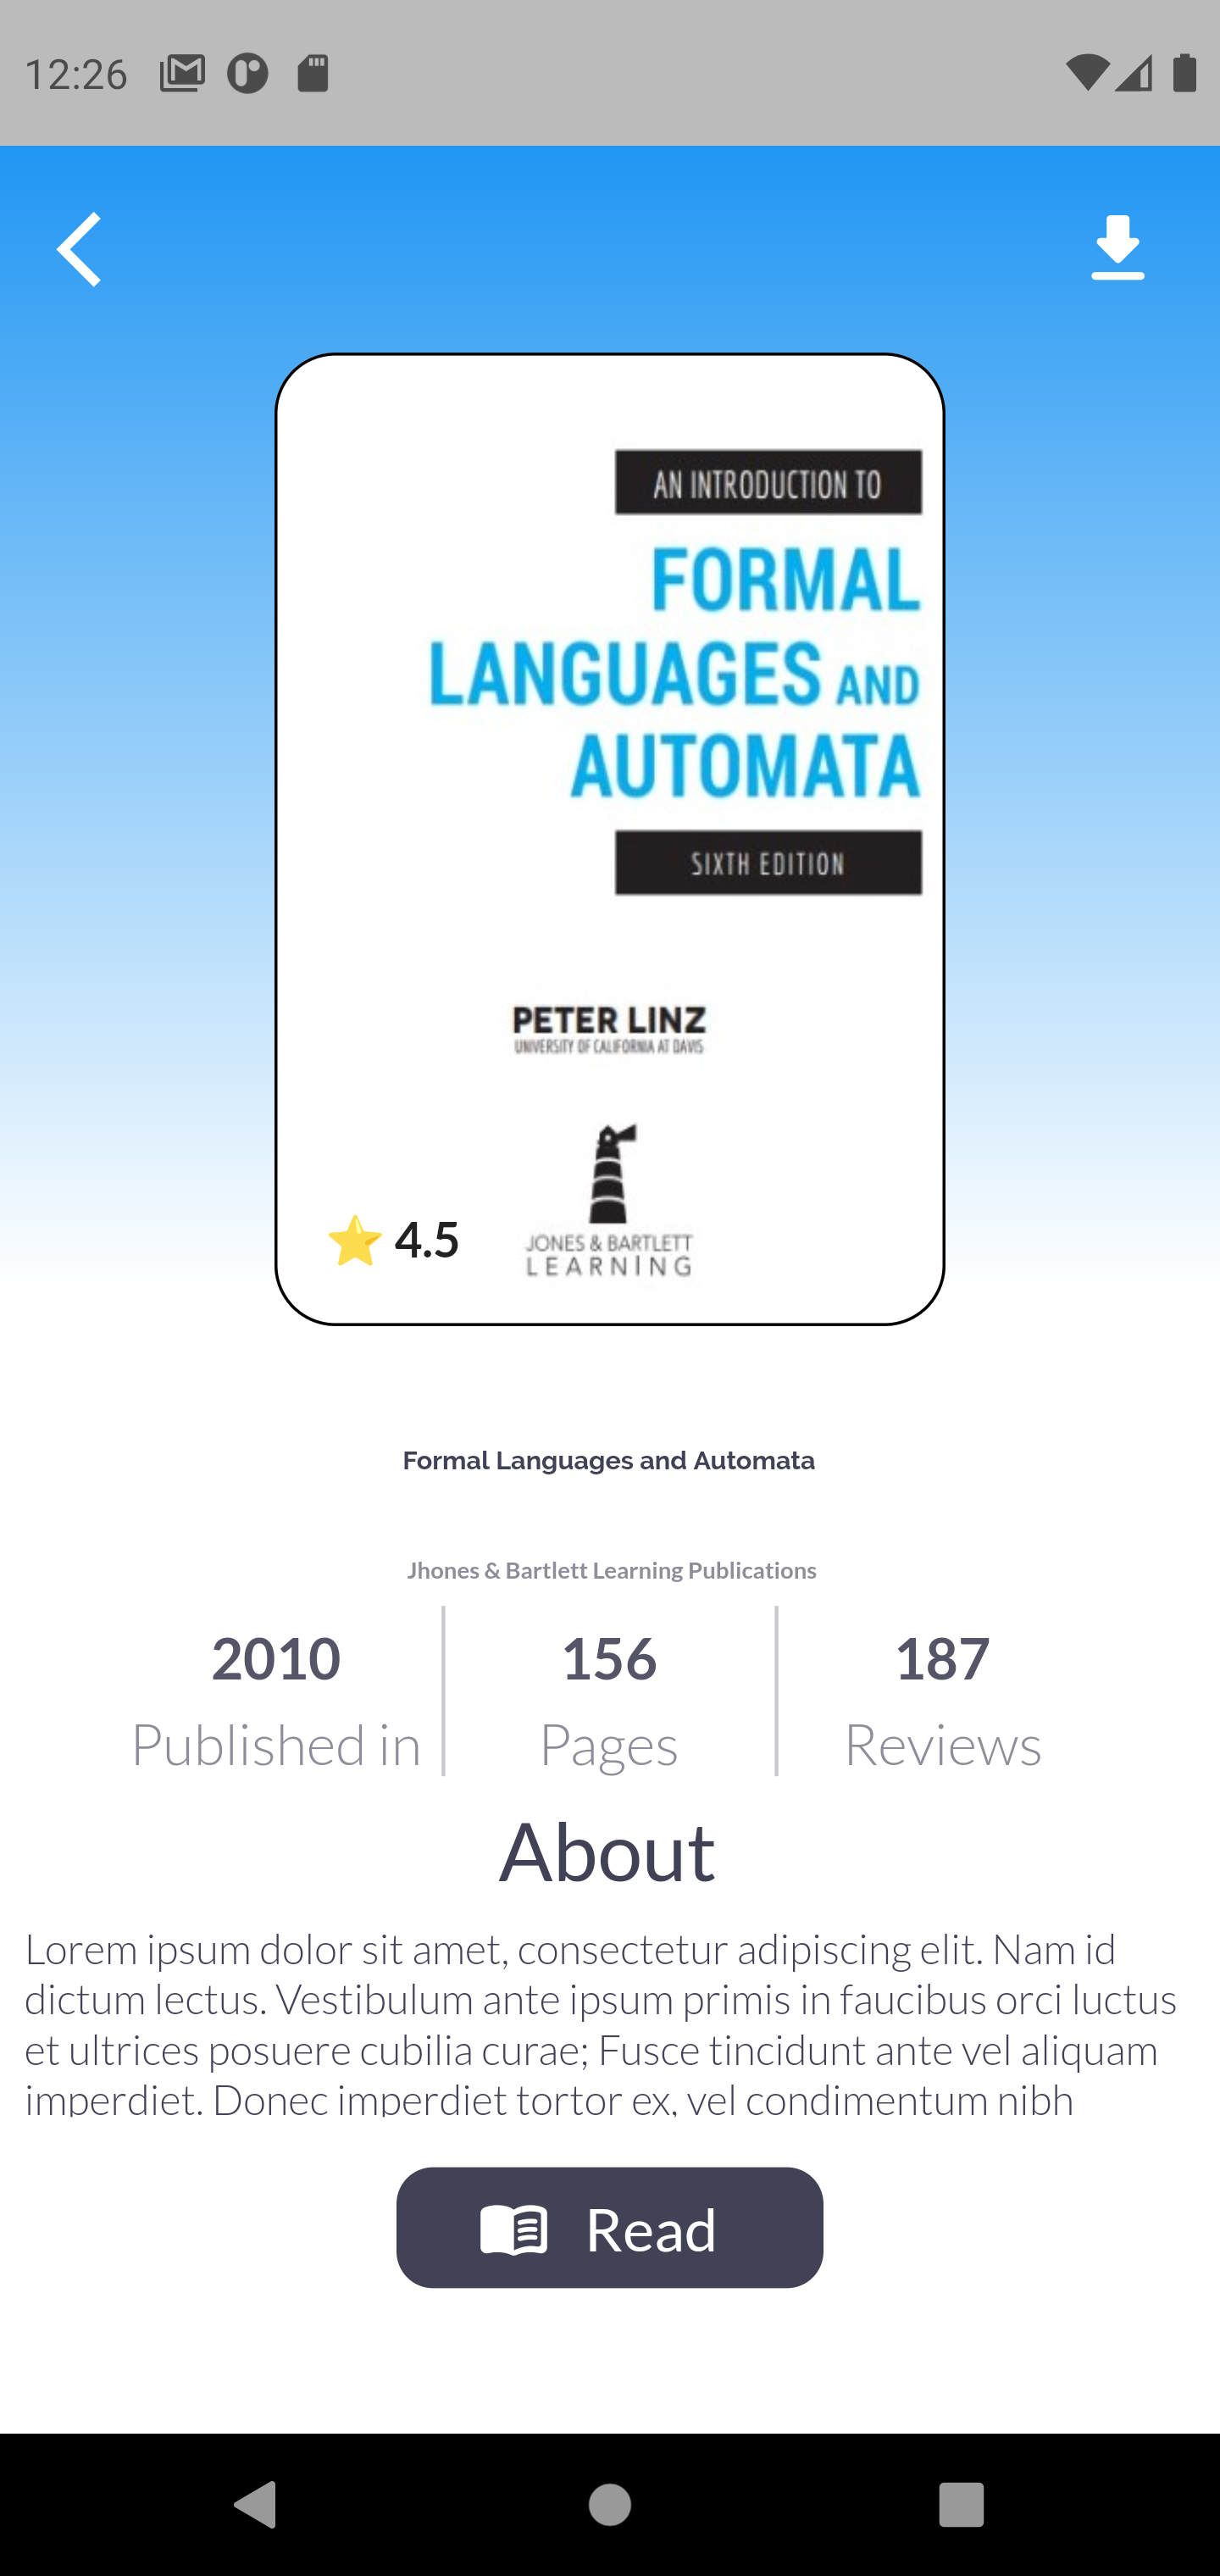 12:26
AN INTRODUCTION TO
FORMAL
LANGUAGES AND
AUTOMATA
SIXTH EDITION
PETER LINZ
UNIVERSITY OF CALIFORNIA AT DAVIS
4.5
JONES & BARTLETT
LEARNING
Formal Languages and Automata
Jhones & Bartlett Learning Publications
2010 156 187
Published in Pages Reviews
About
Lorem ipsum dolor sit amet, consectetur adipiscing elit. Nam id
dictum lectus. Vestibulum ante ipsum primis in faucibus orci luctus
et ultrices posuere cubilia curae; Fusce tincidunt ante vel aliquam
imperdiet. Donec imperdiet tortor ex, vel condimentum nibh
Read